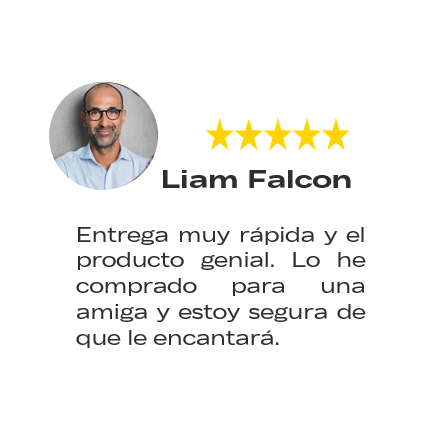 Liam Falcon
Entrega muy rápida y el
producto genial. Lo he
comprado para una
amiga y estoy segura de
que le encantará.